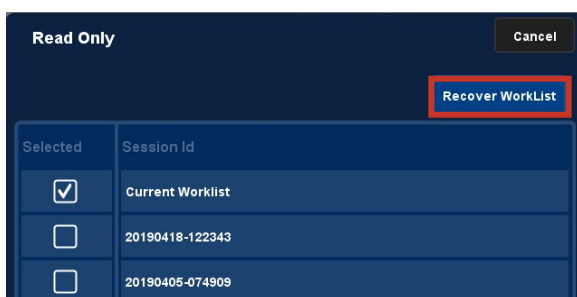 Read Only
Cancel
Recover WorkList
Selected Session Id
Current Worklist
20190418-122343
20190405-074909